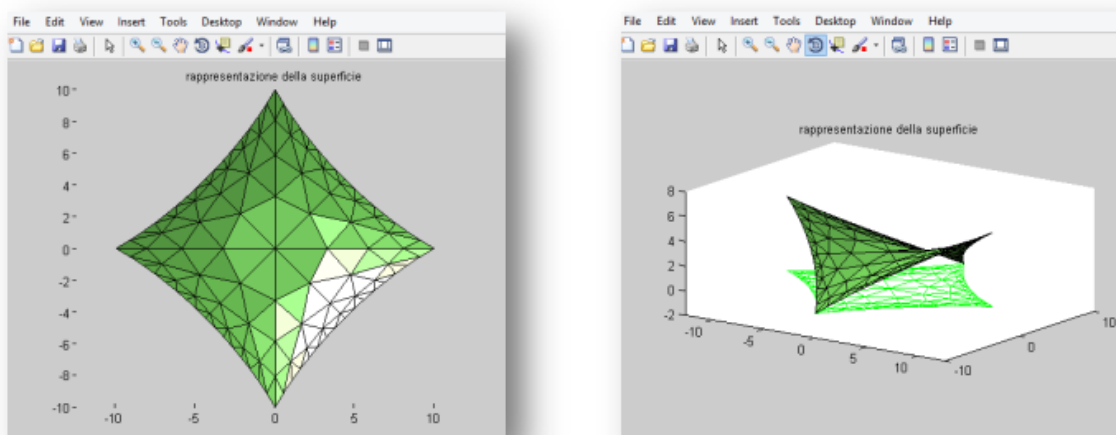 File Edit View Insert Tools Desktop Window Help
rappresentazione della superficie
10
8
6
4
2
0
-2
-4
-6
-8
-10
-10 -5 0 5 10
File Edit View Insert Tools Desktop Window Help
rappresentazione della superficie
8
6
4
2
0
-2
-10 -5 0 5 10
-10 0 10